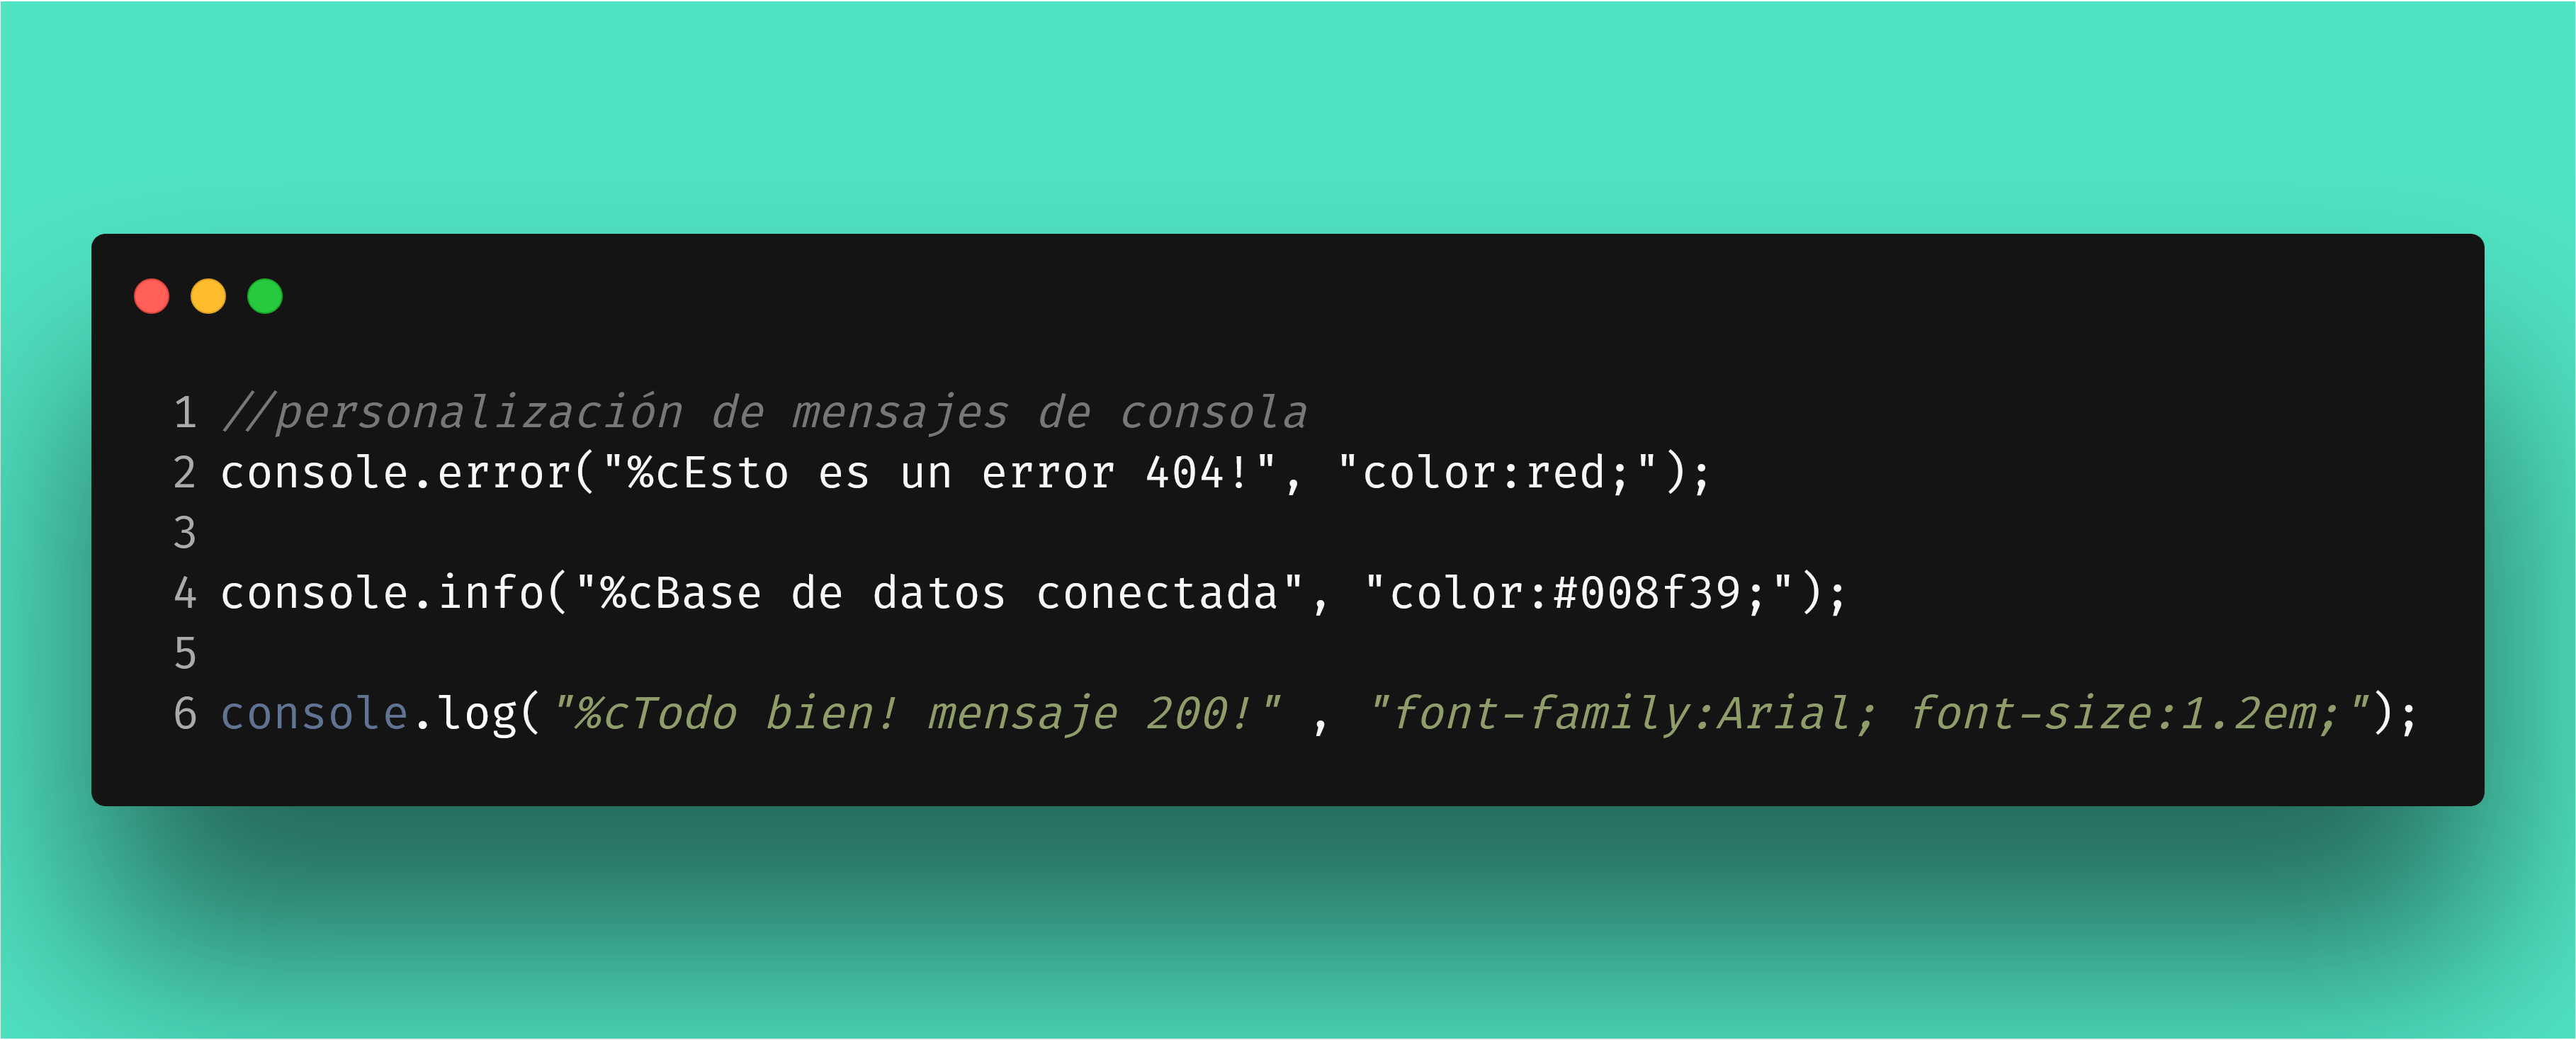 1 //personalización de mensajes de consola
2 console.error("%cEsto es un error 404!", "color:red;");
3
4 console.info("%cBase de datos conectada", "color:#008f39;");
5
6 console.log("%cTodo bien! mensaje 200!" , "font-family:Arial; font-size:1.2em;");